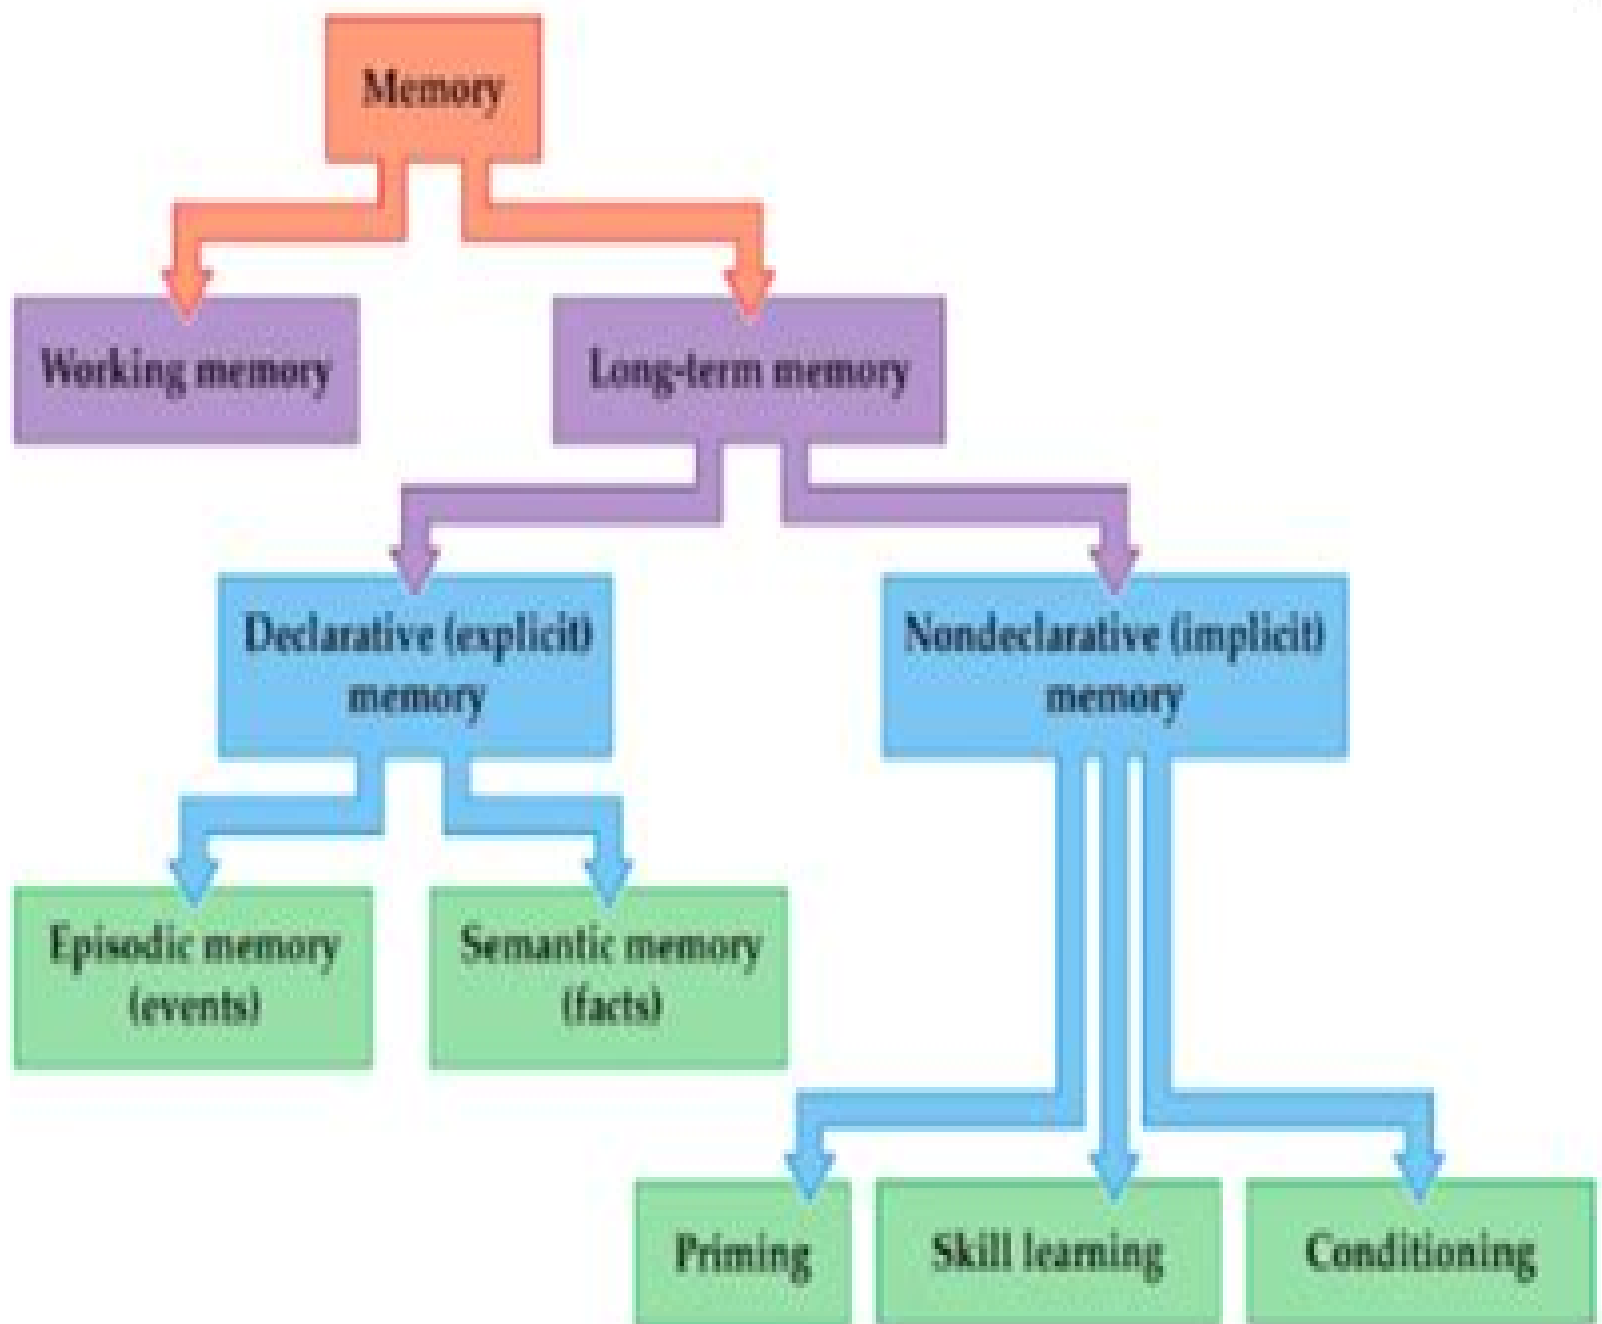 Memory
Working memory
Long-term memory
Declarative (explicit)
memory
Nondeclarative (implicit)
memory
Episodic memory
(events)
Semantic memory
(facts)
Priming
Skill learning
Conditioning